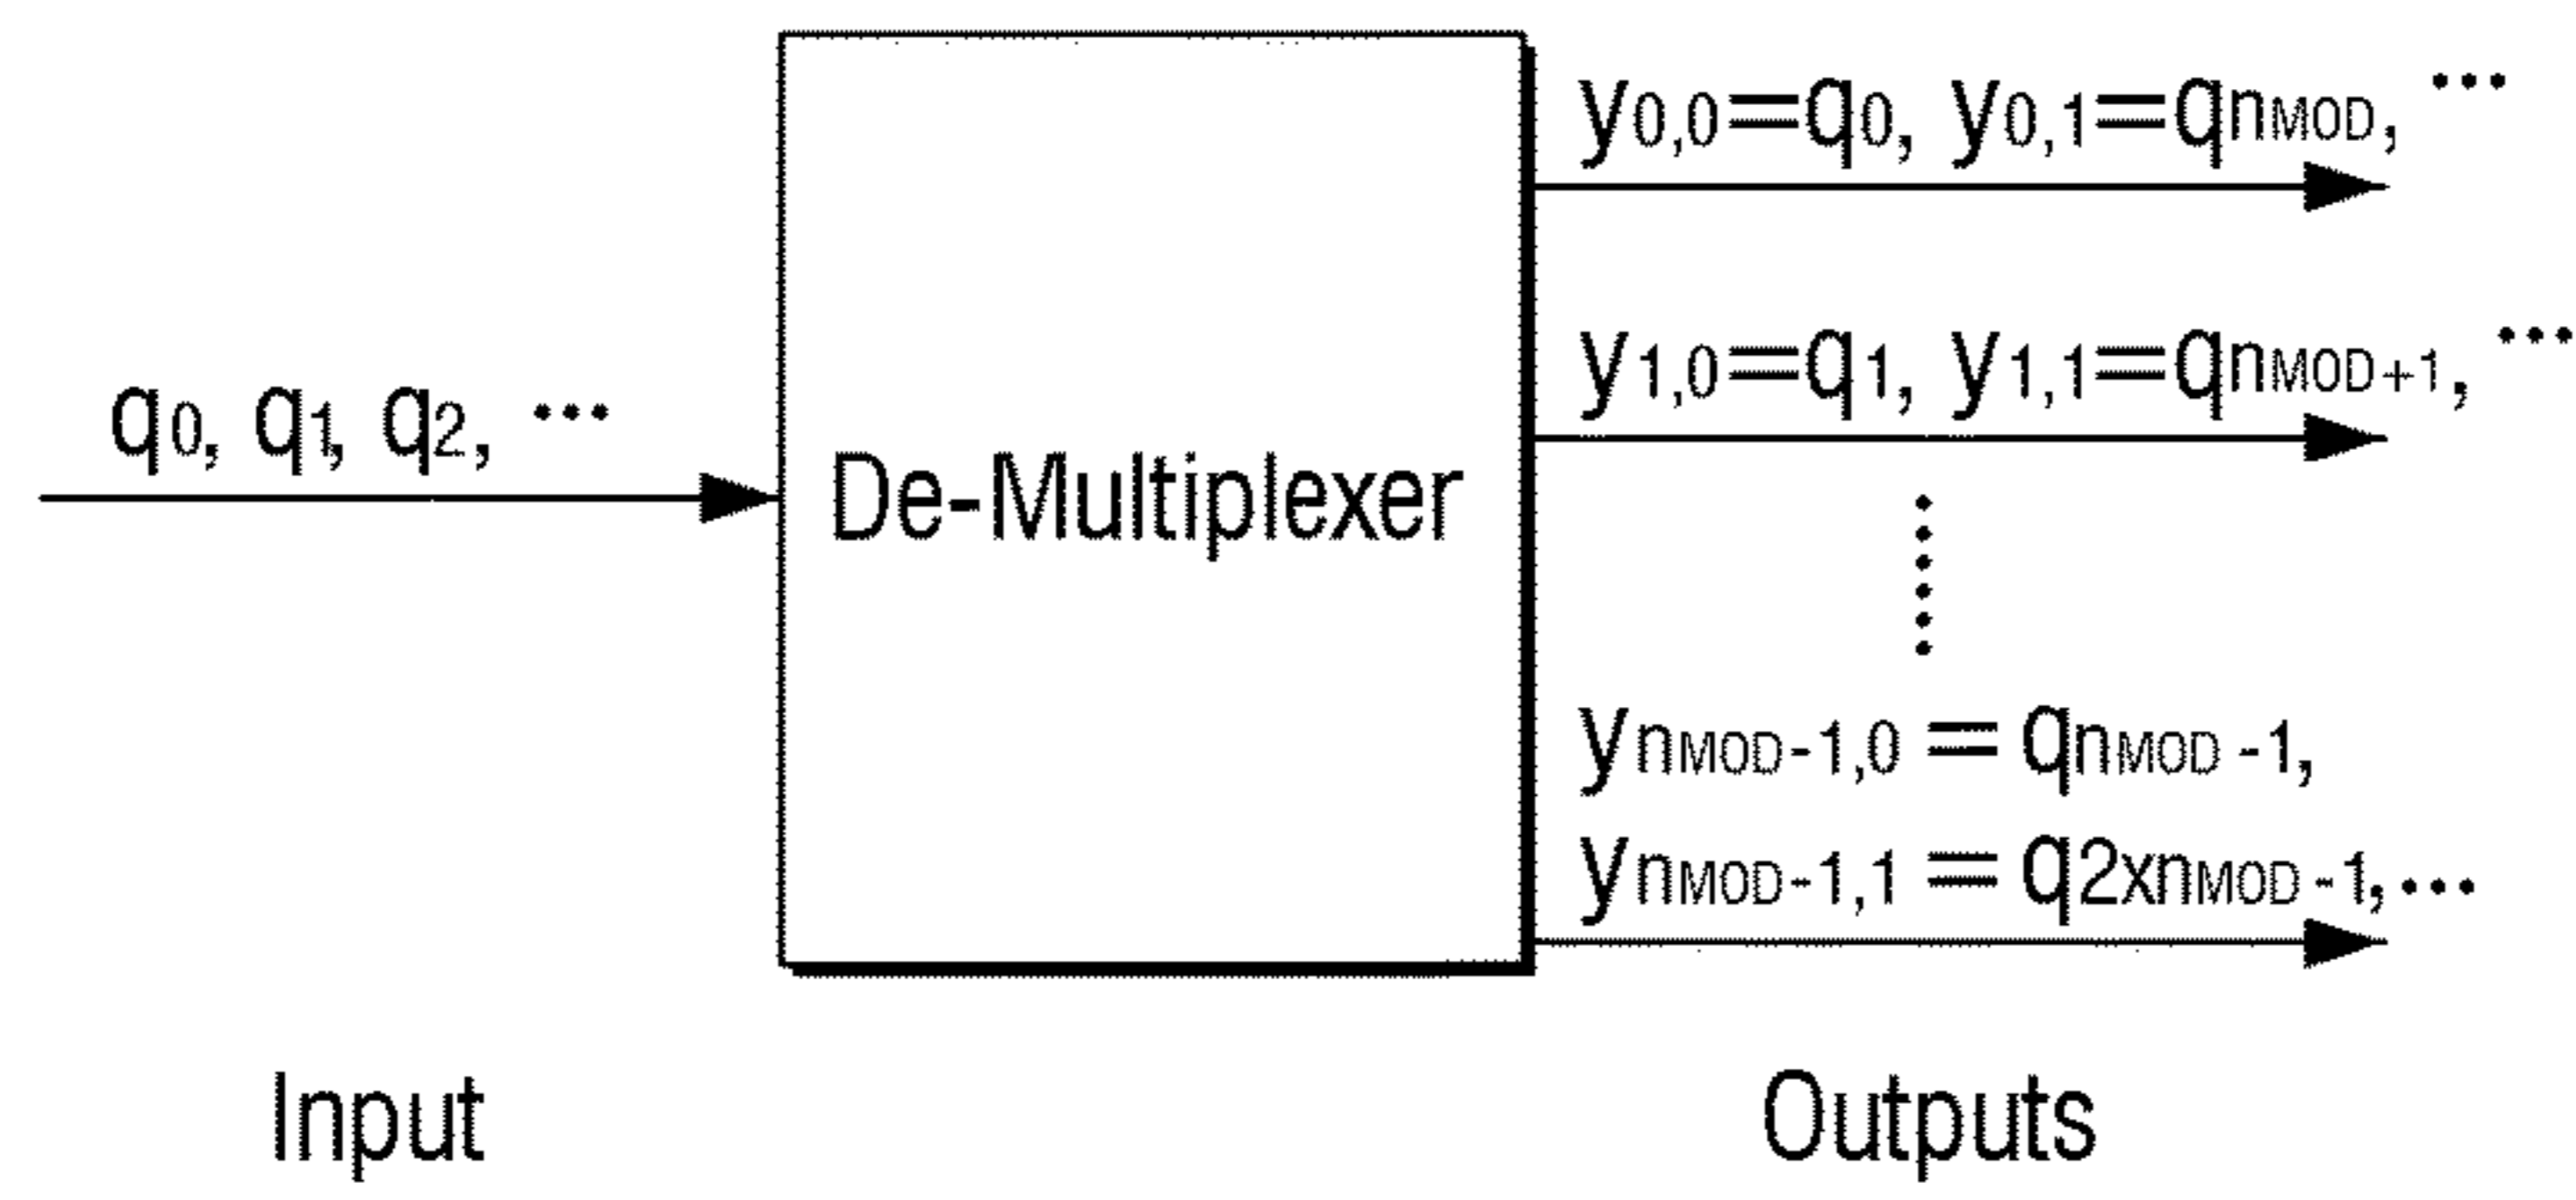 q0, q1, q2, ...
De-Multiplexer
y0,0=q0, y0,1=qnMOD, ...
y1,0=q1, y1,1=qnMOD+1, ...
ynMOD-1,0 = qnMOD-1,
ynMOD-1,1 = q2xnMOD-1, ...
Input
Outputs